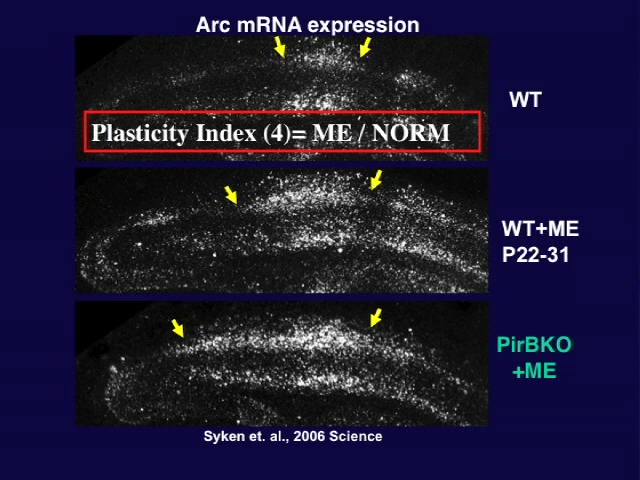 Arc mRNA expression
WT
Plasticity Index (4)= ME / NORM
WT+ME
P22-31
PirBKO
+ME
Syken et. al., 2006 Science